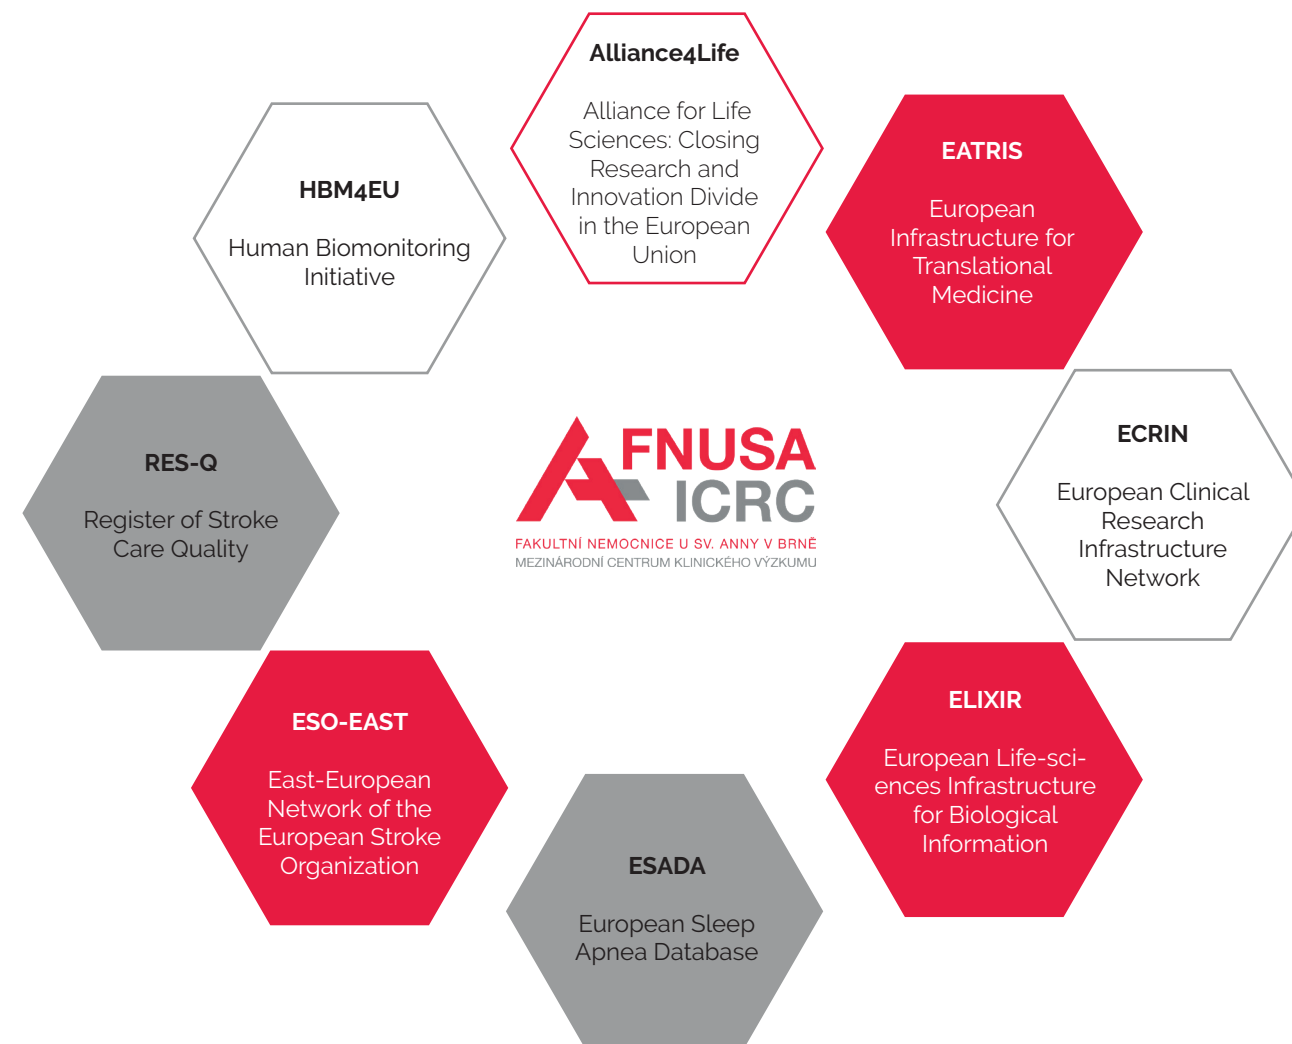 Alliance4Life
Alliance for Life
Sciences: Closing
Research and
Innovation Divide
in the European
Union
EATRIS
European
Infrastructure for
Translational
Medicine
HBM4EU
Human Biomonitoring
Initiative
ECRIN
European Clinical
Research
Infrastructure
Network
RES-Q
Register of Stroke
Care Quality
FNUSA
ICRC
FAKULTNÍ NEMOCNICE U SV. ANNY V BRNĚ
MEZINÁRODNÍ CENTRUM KLINICKÉHO VÝZKUMU
ELIXIR
European Life-sci-
ences Infrastructure
for Biological
Information
ESO-EAST
East-European
Network of the
European Stroke
Organization
ESADA
European Sleep
Apnea Database